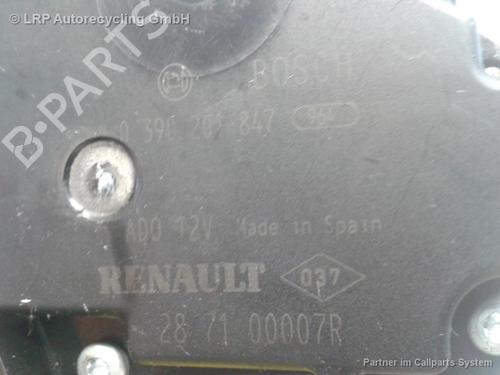 © LRP Autorecycling GmbH
BOSCH
0 390 201 847 964
ADO 12V Made in Spain
RENAULT 037
28 71 00007R
Partner im Callparts System